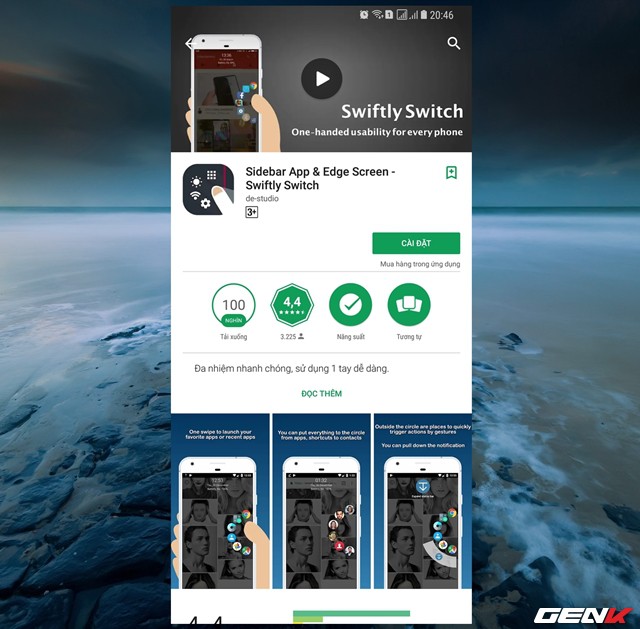 20:46
Swiftly Switch
One-handed usability for every phone
Sidebar App & Edge Screen -
Swiftly Switch
de-studio
3+
CÀI ĐẶT
Mua hàng trong ứng dụng
100
NGHÌN
4,4
Tải xuống
3.225
Năng suất
Tương tự
Đa nhiệm nhanh chóng, sử dụng 1 tay dễ dàng.
ĐỌC THÊM
One swipe to launch your
favorite apps or recent apps
You can put everything to the circle
from apps, shortcuts to contacts
Outside the circle are places to quickly
trigger actions by gestures
You can pull down the notification
GENK